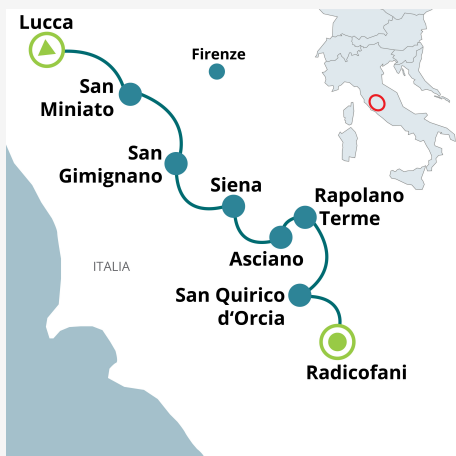 Lucca
Firenze
San
Miniato
San
Gimignano
Siena
Rapolano
Terme
Asciano
ITALIA
San Quirico
d‘Orcia
Radicofani